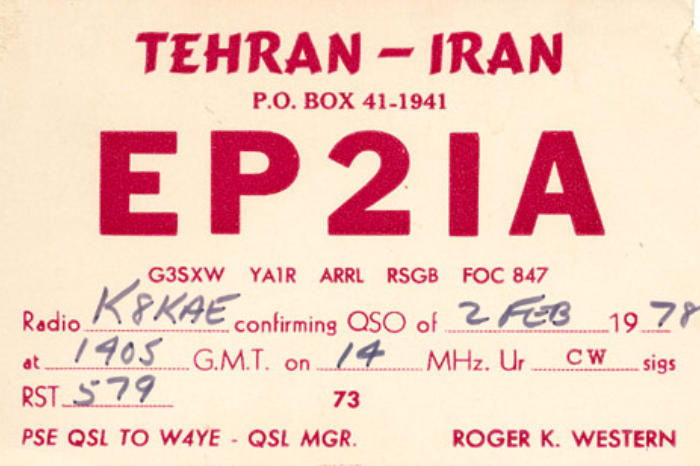 TEHRAN – IRAN
P.O. BOX 41-1941
EP2IA
G3SXW YA1R ARRL RSGB FOC 847
Radio K8KAE confirming QSO of 2 FEB 1978
at 1405 G.M.T. on 14 MHz. Ur CW sigs
RST 579 73
PSE QSL TO W4YE - QSL MGR. ROGER K. WESTERN